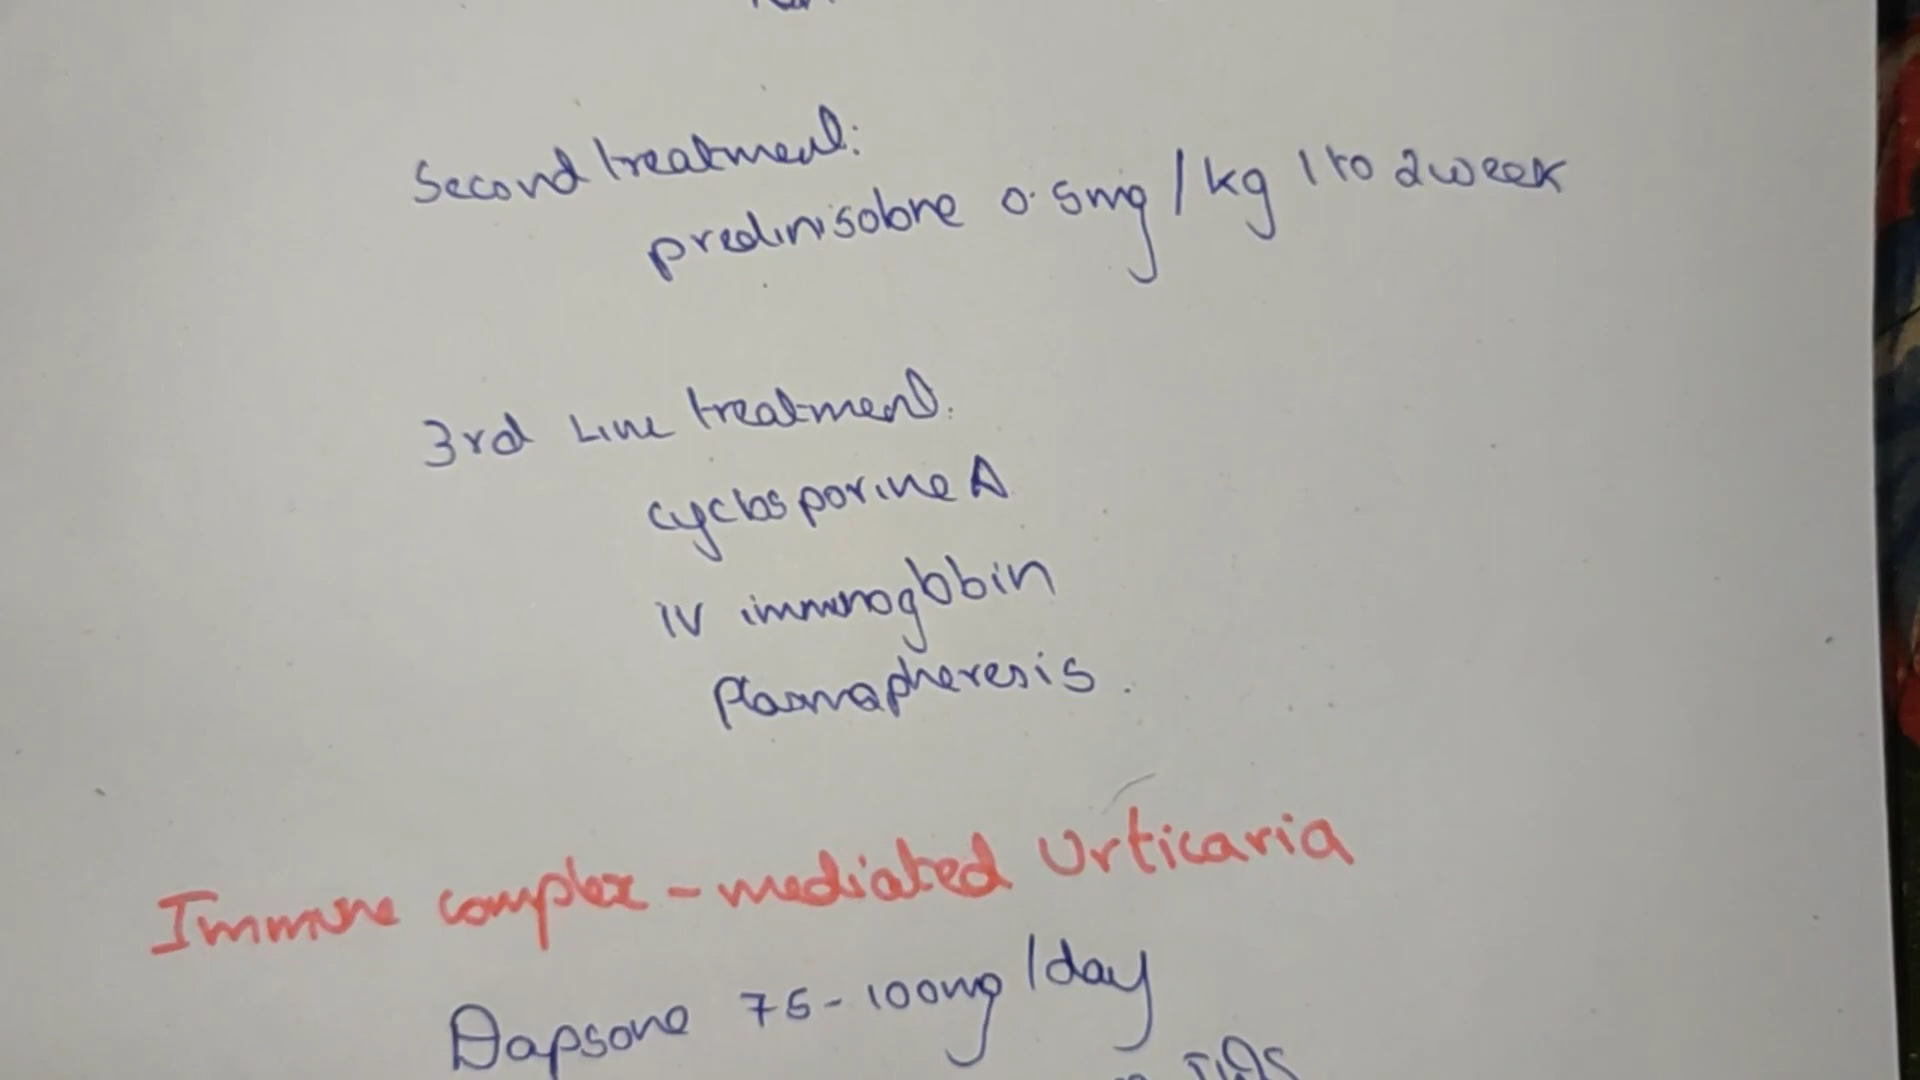 Second treatment:
predinisolone 0.5mg / kg 1 to 2 week
3rd Line treatment.
cyclosporine A
IV immunoglobin
Plasmapheresis.
Immune complex - mediated Urticaria
Dapsone 75-100mg /day